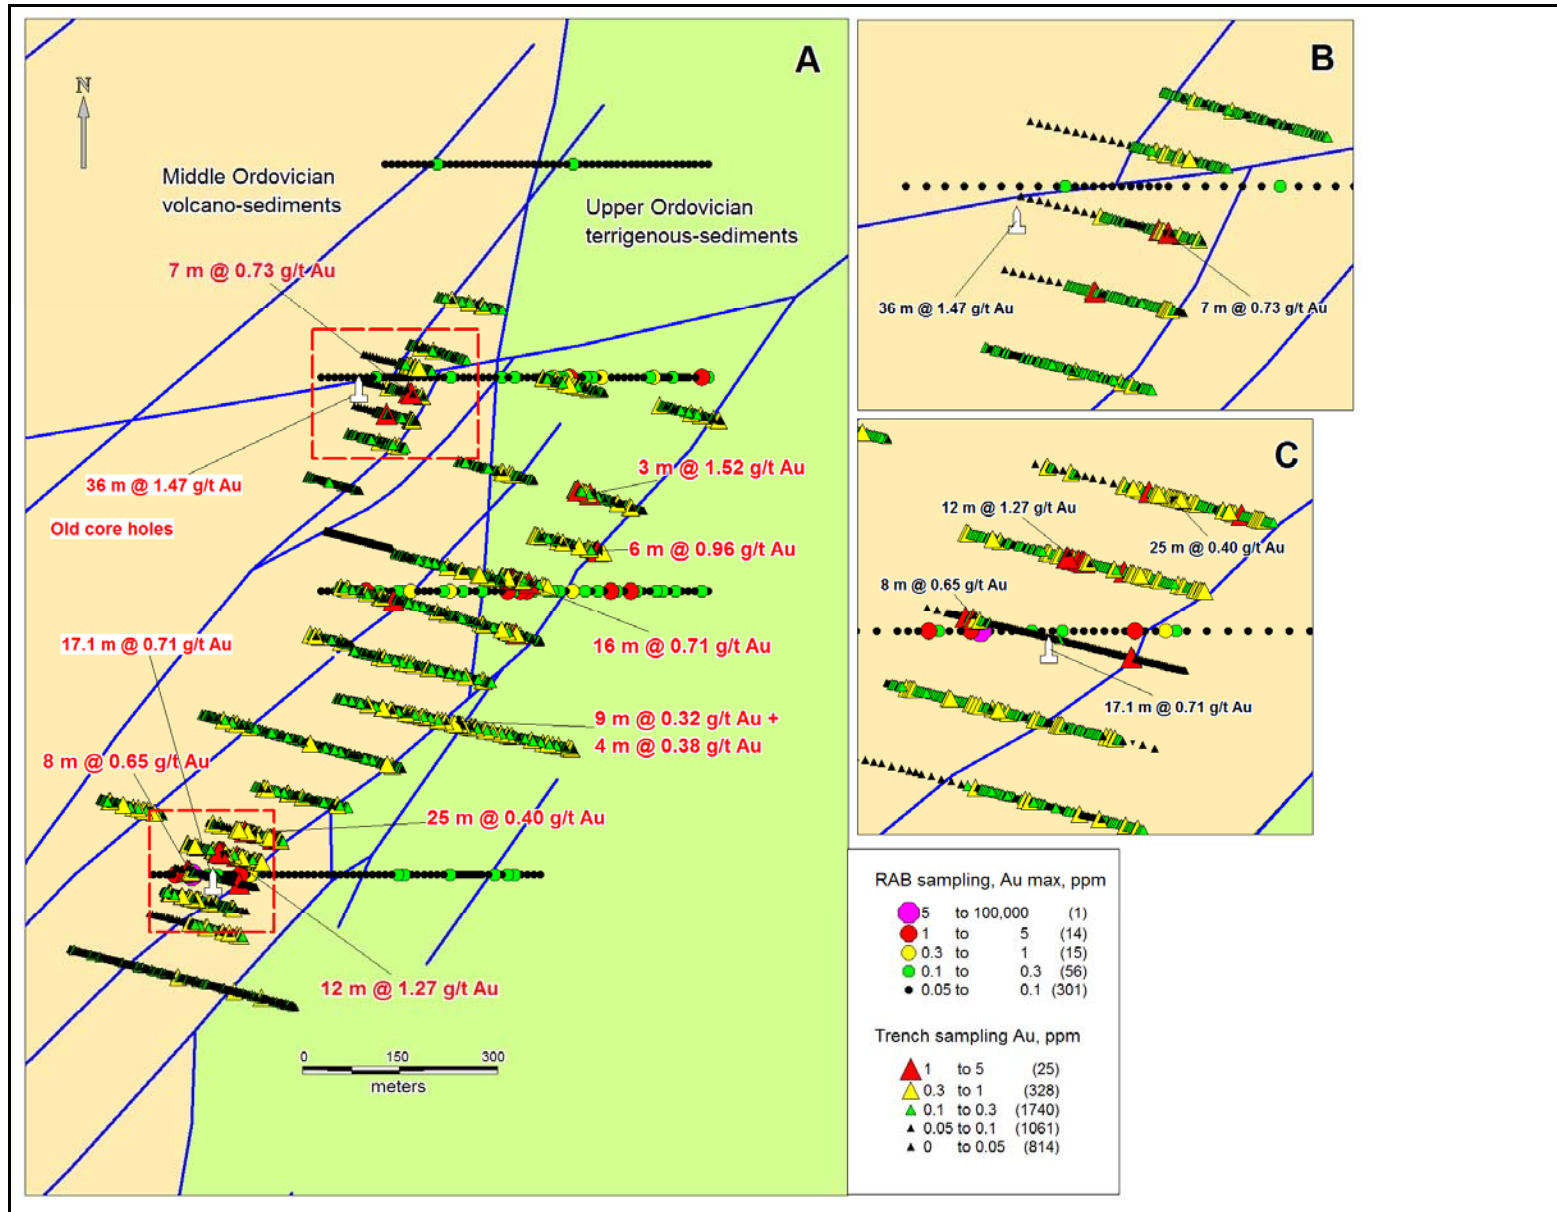 A
N
Middle Ordovician
volcano-sediments
Upper Ordovician
terrigenous-sediments
7 m @ 0.73 g/t Au
36 m @ 1.47 g/t Au
Old core holes
3 m @ 1.52 g/t Au
6 m @ 0.96 g/t Au
17.1 m @ 0.71 g/t Au
16 m @ 0.71 g/t Au
9 m @ 0.32 g/t Au +
4 m @ 0.38 g/t Au
8 m @ 0.65 g/t Au
25 m @ 0.40 g/t Au
12 m @ 1.27 g/t Au
0 150 300
meters
B
36 m @ 1.47 g/t Au
7 m @ 0.73 g/t Au
C
12 m @ 1.27 g/t Au
25 m @ 0.40 g/t Au
8 m @ 0.65 g/t Au
17.1 m @ 0.71 g/t Au
RAB sampling, Au max, ppm
5 to 100,000 (1)
1 to 5 (14)
0.3 to 1 (15)
0.1 to 0.3 (56)
0.05 to 0.1 (301)
Trench sampling Au, ppm
1 to 5 (25)
0.3 to 1 (328)
0.1 to 0.3 (1740)
0.05 to 0.1 (1061)
0 to 0.05 (814)